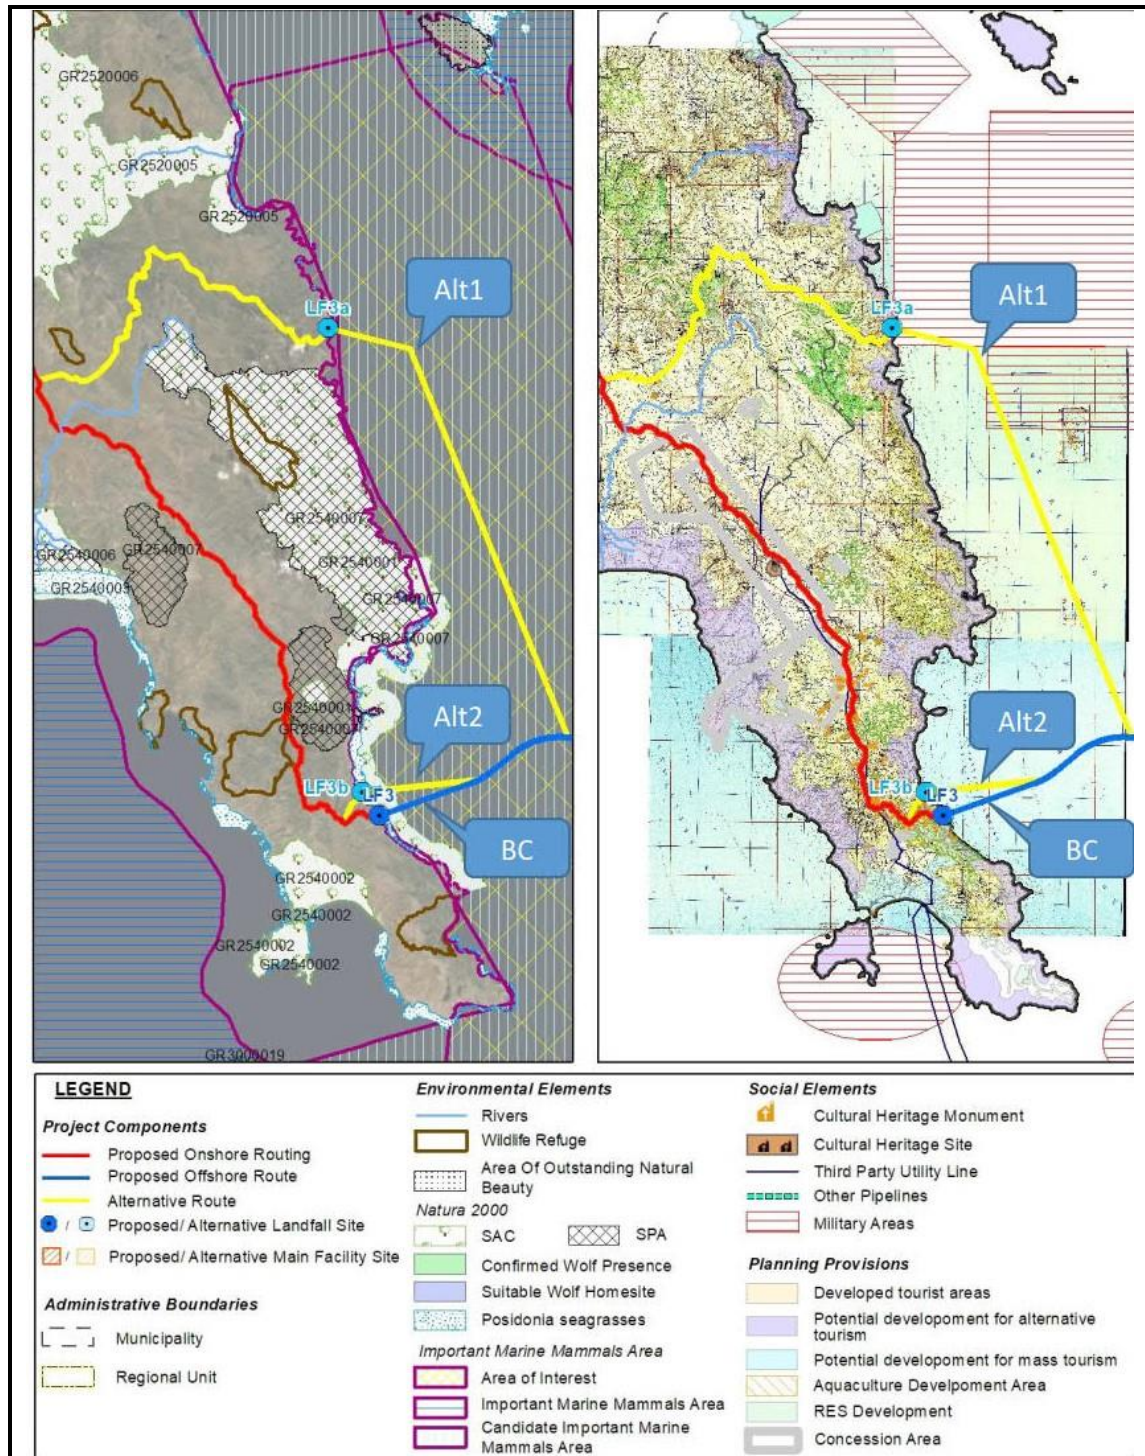 GR2520006
GR2520005
GR2520005
Alt1
LF3a
GR2540007
GR2540001
GR2540007
GR2540006
GR2540007
GR2540003
GR2540007
GR2540001
GR2540007
Alt2
LF3b
LF3
BC
GR2540002
GR2540002
GR2540002
GR2540002
GR3000019
Alt1
LF3a
Alt2
LF3b
LF3
BC
LEGEND
Project Components
Proposed Onshore Routing
Proposed Offshore Route
Alternative Route
/ Proposed/ Alternative Landfall Site
/ Proposed/ Alternative Main Facility Site
Administrative Boundaries
Municipality
Regional Unit
Environmental Elements
Rivers
Wildlife Refuge
Area Of Outstanding Natural
Beauty
Natura 2000
SAC SPA
Confirmed Wolf Presence
Suitable Wolf Homesite
Posidonia seagrasses
Important Marine Mammals Area
Area of Interest
Important Marine Mammals Area
Candidate Important Marine
Mammals Area
Social Elements
Cultural Heritage Monument
Cultural Heritage Site
Third Party Utility Line
Other Pipelines
Military Areas
Planning Provisions
Developed tourist areas
Potential developoment for alternative
tourism
Potential developoment for mass tourism
Aquaculture Develpoment Area
RES Development
Concession Area